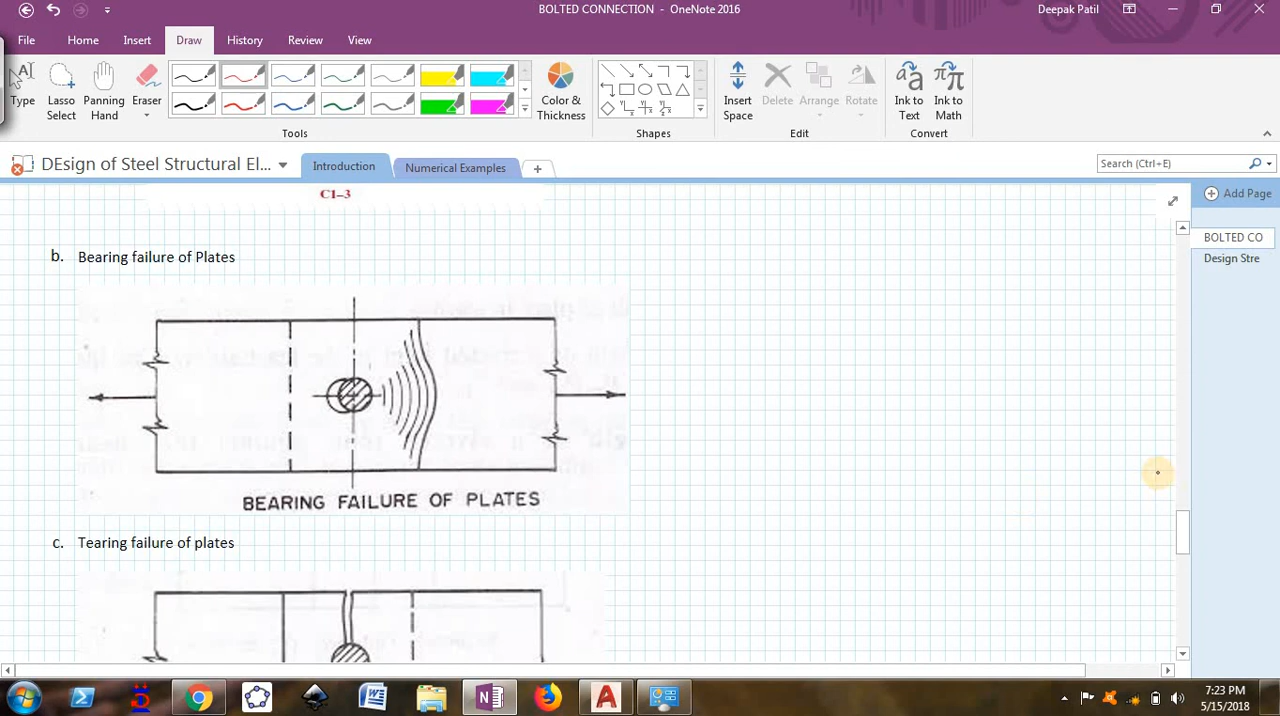 BOLTED CONNECTION - OneNote 2016
Deepak Patil
File Home Insert Draw History Review View
Type
Lasso Select
Panning Hand
Eraser
Color & Thickness
Insert Space
Delete
Arrange
Rotate
Ink to Text
Ink to Math
Tools
Shapes
Edit
Convert
DEsign of Steel Structural El...
Introduction
Numerical Examples
Search (Ctrl+E)
Add Page
BOLTED CO
Design Stre
C1–3
b. Bearing failure of Plates
BEARING FAILURE OF PLATES
c. Tearing failure of plates
7:23 PM
5/15/2018